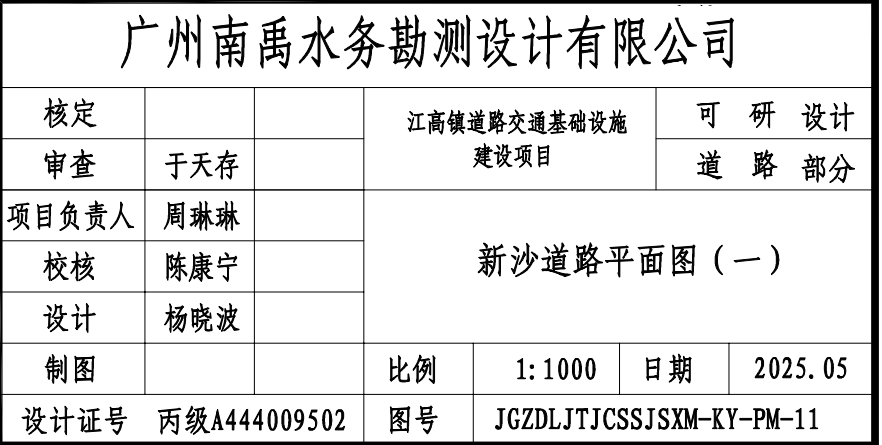 广州南禹水务勘测设计有限公司
核定
江高镇道路交通基础设施
建设项目
可 研 设计
审查 于天存
道 路 部分
项目负责人 周琳琳
新沙道路平面图（一）
校核 陈康宁
设计 杨晓波
制图 比例 1:1000 日期 2025.05
设计证号 丙级A444009502 图号 JGZDLJTJCSSJSXM-KY-PM-11